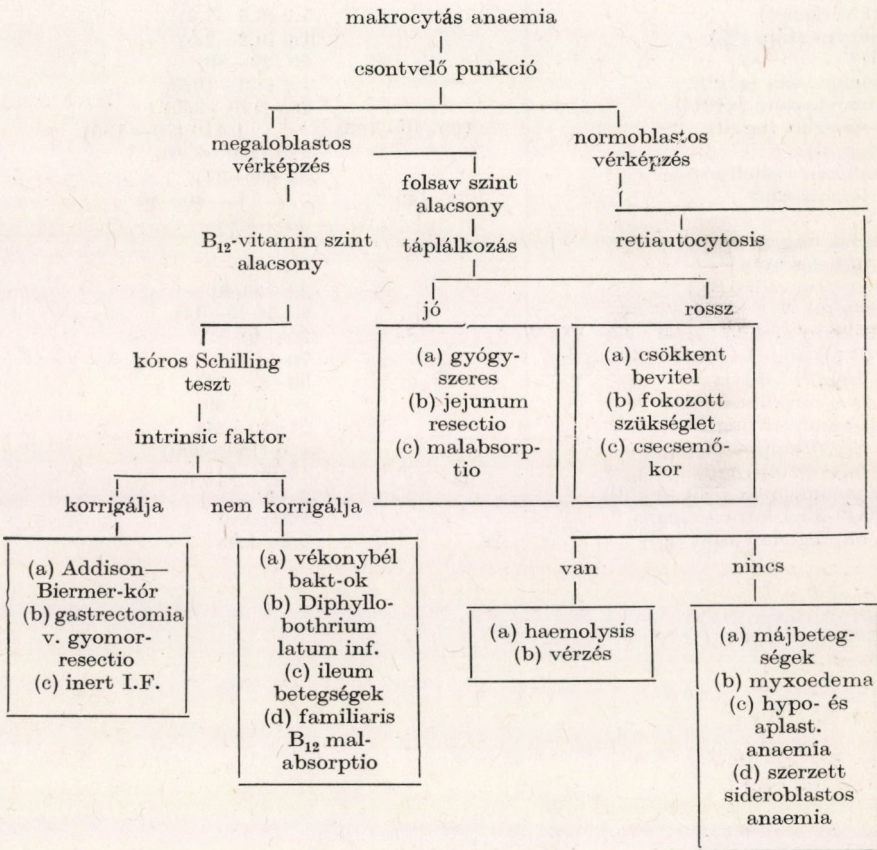 makrocytás anaemia
csontvelő punkció
megaloblastos
vérképzés
normoblastos
vérképzés
folsav szint
alacsony
B₁₂-vitamin szint
alacsony
táplálkozás
retiautocytosis
jó
rossz
kóros Schilling
teszt
(a) gyógy-
szeres
(b) jejunum
resectio
(c) malabsorp-
tio
(a) csökkent
bevitel
(b) fokozott
szükséglet
(c) csecsemő-
kor
intrinsic faktor
korrigálja
nem korrigálja
(a) Addison—
Biermer-kór
(b) gastrectomia
v. gyomor-
resectio
(c) inert I.F.
(a) vékonybél
bakt-ok
(b) Diphyllo-
bothrium
latum inf.
(c) ileum
betegségek
(d) familiaris
B₁₂ mal-
absorptio
van
nincs
(a) haemolysis
(b) vérzés
(a) májbeteg-
ségek
(b) myxoedema
(c) hypo- és
aplast.
anaemia
(d) szerzett
sideroblastos
anaemia